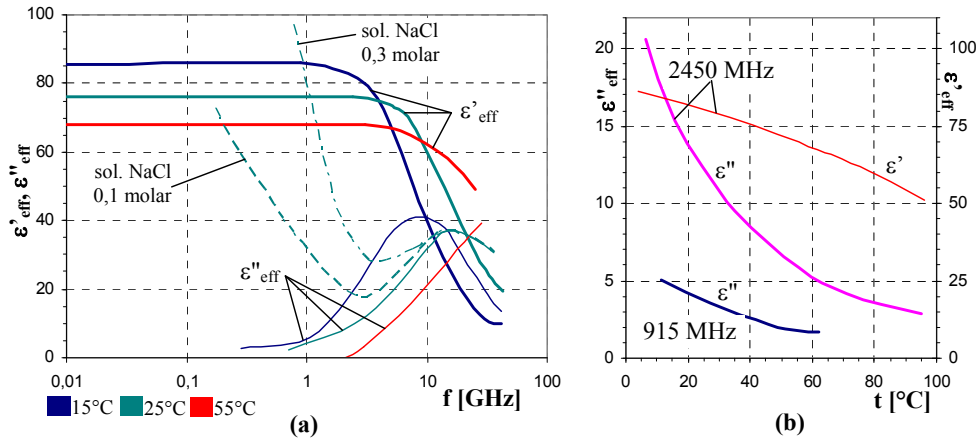 ε'eff, ε"eff
100
80
60
40
20
0
0,01
0,1
1
10
100
f [GHz]
sol. NaCl
0,3 molar
sol. NaCl
0,1 molar
ε'eff
ε"eff
15°C 25°C 55°C
(a)
ε"eff
20
15
10
5
0
ε'eff
100
75
50
25
0
2450 MHz
ε"
ε'
ε"
915 MHz
0 20 40 60 80 100
t [°C]
(b)